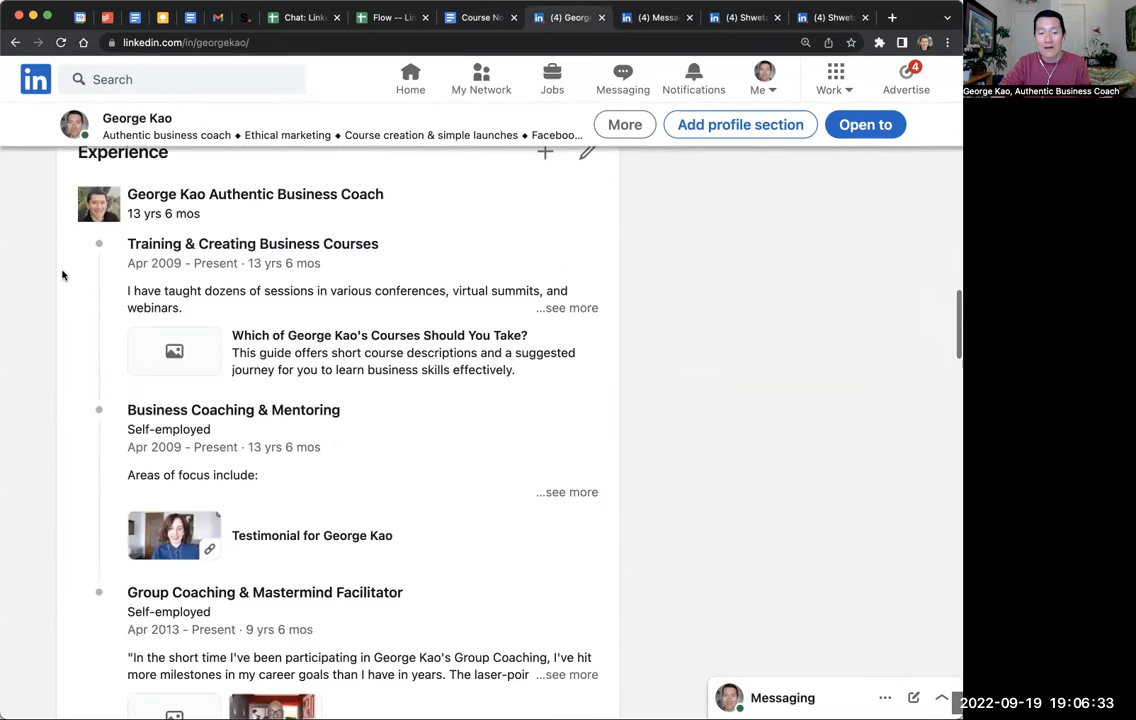 Chat: Link
Flow -- Lin
Course No
(4) Georg
(4) Messa
(4) Shwet
(4) Shwet
linkedin.com/in/georgekao/
George Kao, Authentic Business Coach
in
Search
Home
My Network
Jobs
Messaging
Notifications
Me
Work
4
Advertise
George Kao
Authentic business coach ⬥ Ethical marketing ⬥ Course creation & simple launches ⬥ Faceboo...
More
Add profile section
Open to
Experience
George Kao Authentic Business Coach
13 yrs 6 mos
Training & Creating Business Courses
Apr 2009 - Present · 13 yrs 6 mos
I have taught dozens of sessions in various conferences, virtual summits, and
webinars. ...see more
Which of George Kao's Courses Should You Take?
This guide offers short course descriptions and a suggested
journey for you to learn business skills effectively.
Business Coaching & Mentoring
Self-employed
Apr 2009 - Present · 13 yrs 6 mos
Areas of focus include:
...see more
Testimonial for George Kao
Group Coaching & Mastermind Facilitator
Self-employed
Apr 2013 - Present · 9 yrs 6 mos
"In the short time I've been participating in George Kao's Group Coaching, I've hit
more milestones in my career goals than I have in years. The laser-poir ...see more
Messaging
2022-09-19 19:06:33